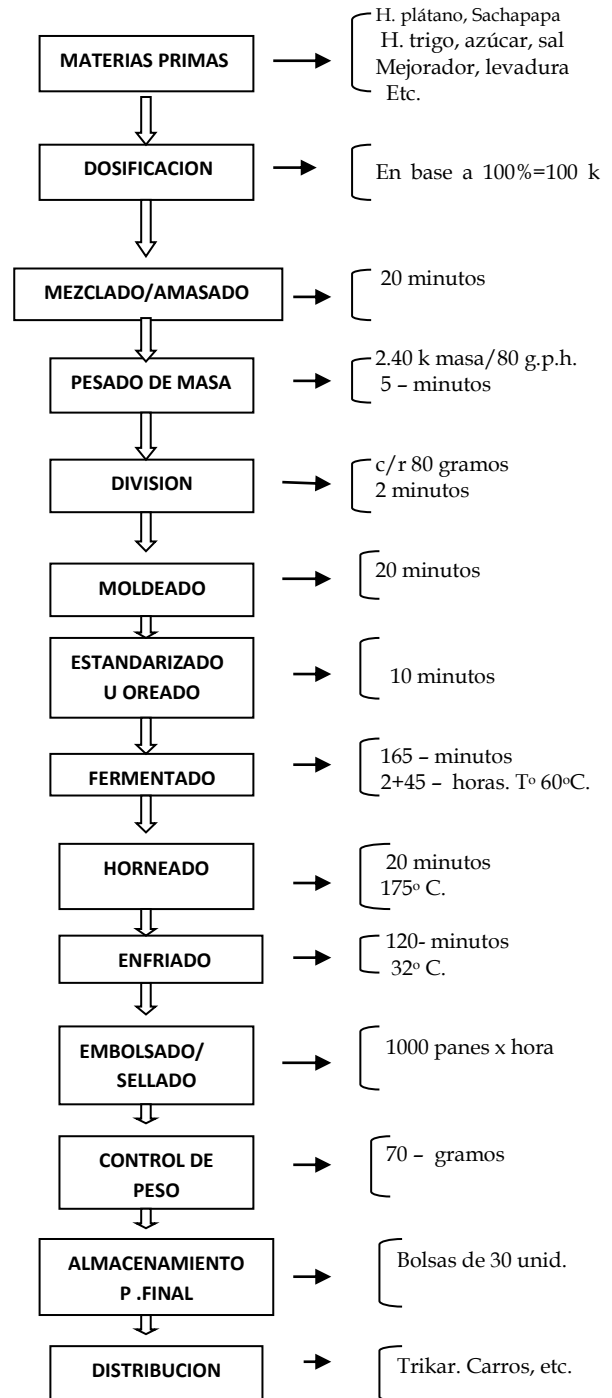 MATERIAS PRIMAS
H. plátano, Sachapapa
H. trigo, azúcar, sal
Mejorador, levadura
Etc.
DOSIFICACION
En base a 100%=100 k
MEZCLADO/AMASADO
20 minutos
PESADO DE MASA
2.40 k masa/80 g.p.h.
5 – minutos
DIVISION
c/r 80 gramos
2 minutos
MOLDEADO
20 minutos
ESTANDARIZADO
U OREADO
10 minutos
FERMENTADO
165 – minutos
2+45 – horas. Tº 60ºC.
HORNEADO
20 minutos
175º C.
ENFRIADO
120- minutos
32º C.
EMBOLSADO/
SELLADO
1000 panes x hora
CONTROL DE
PESO
70 – gramos
ALMACENAMIENTO
P .FINAL
Bolsas de 30 unid.
DISTRIBUCION
Trikar. Carros, etc.